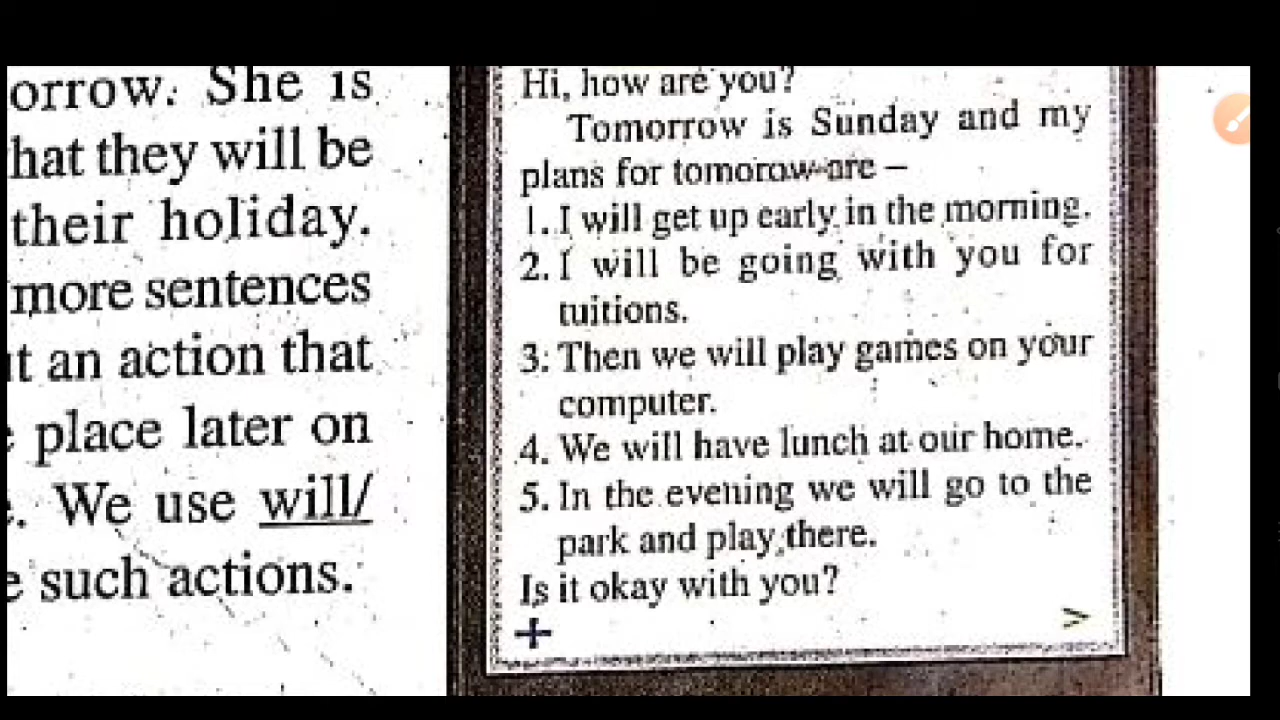 orrow. She is
hat they will be
their holiday.
more sentences
t an action that
place later on
. We use will/
e such actions.
Hi, how are you?
Tomorrow is Sunday and my
plans for tomorow are –
1. I will get up early in the morning.
2. I will be going with you for
tuitions.
3. Then we will play games on your
computer.
4. We will have lunch at our home.
5. In the evening we will go to the
park and play there.
Is it okay with you?
+ >